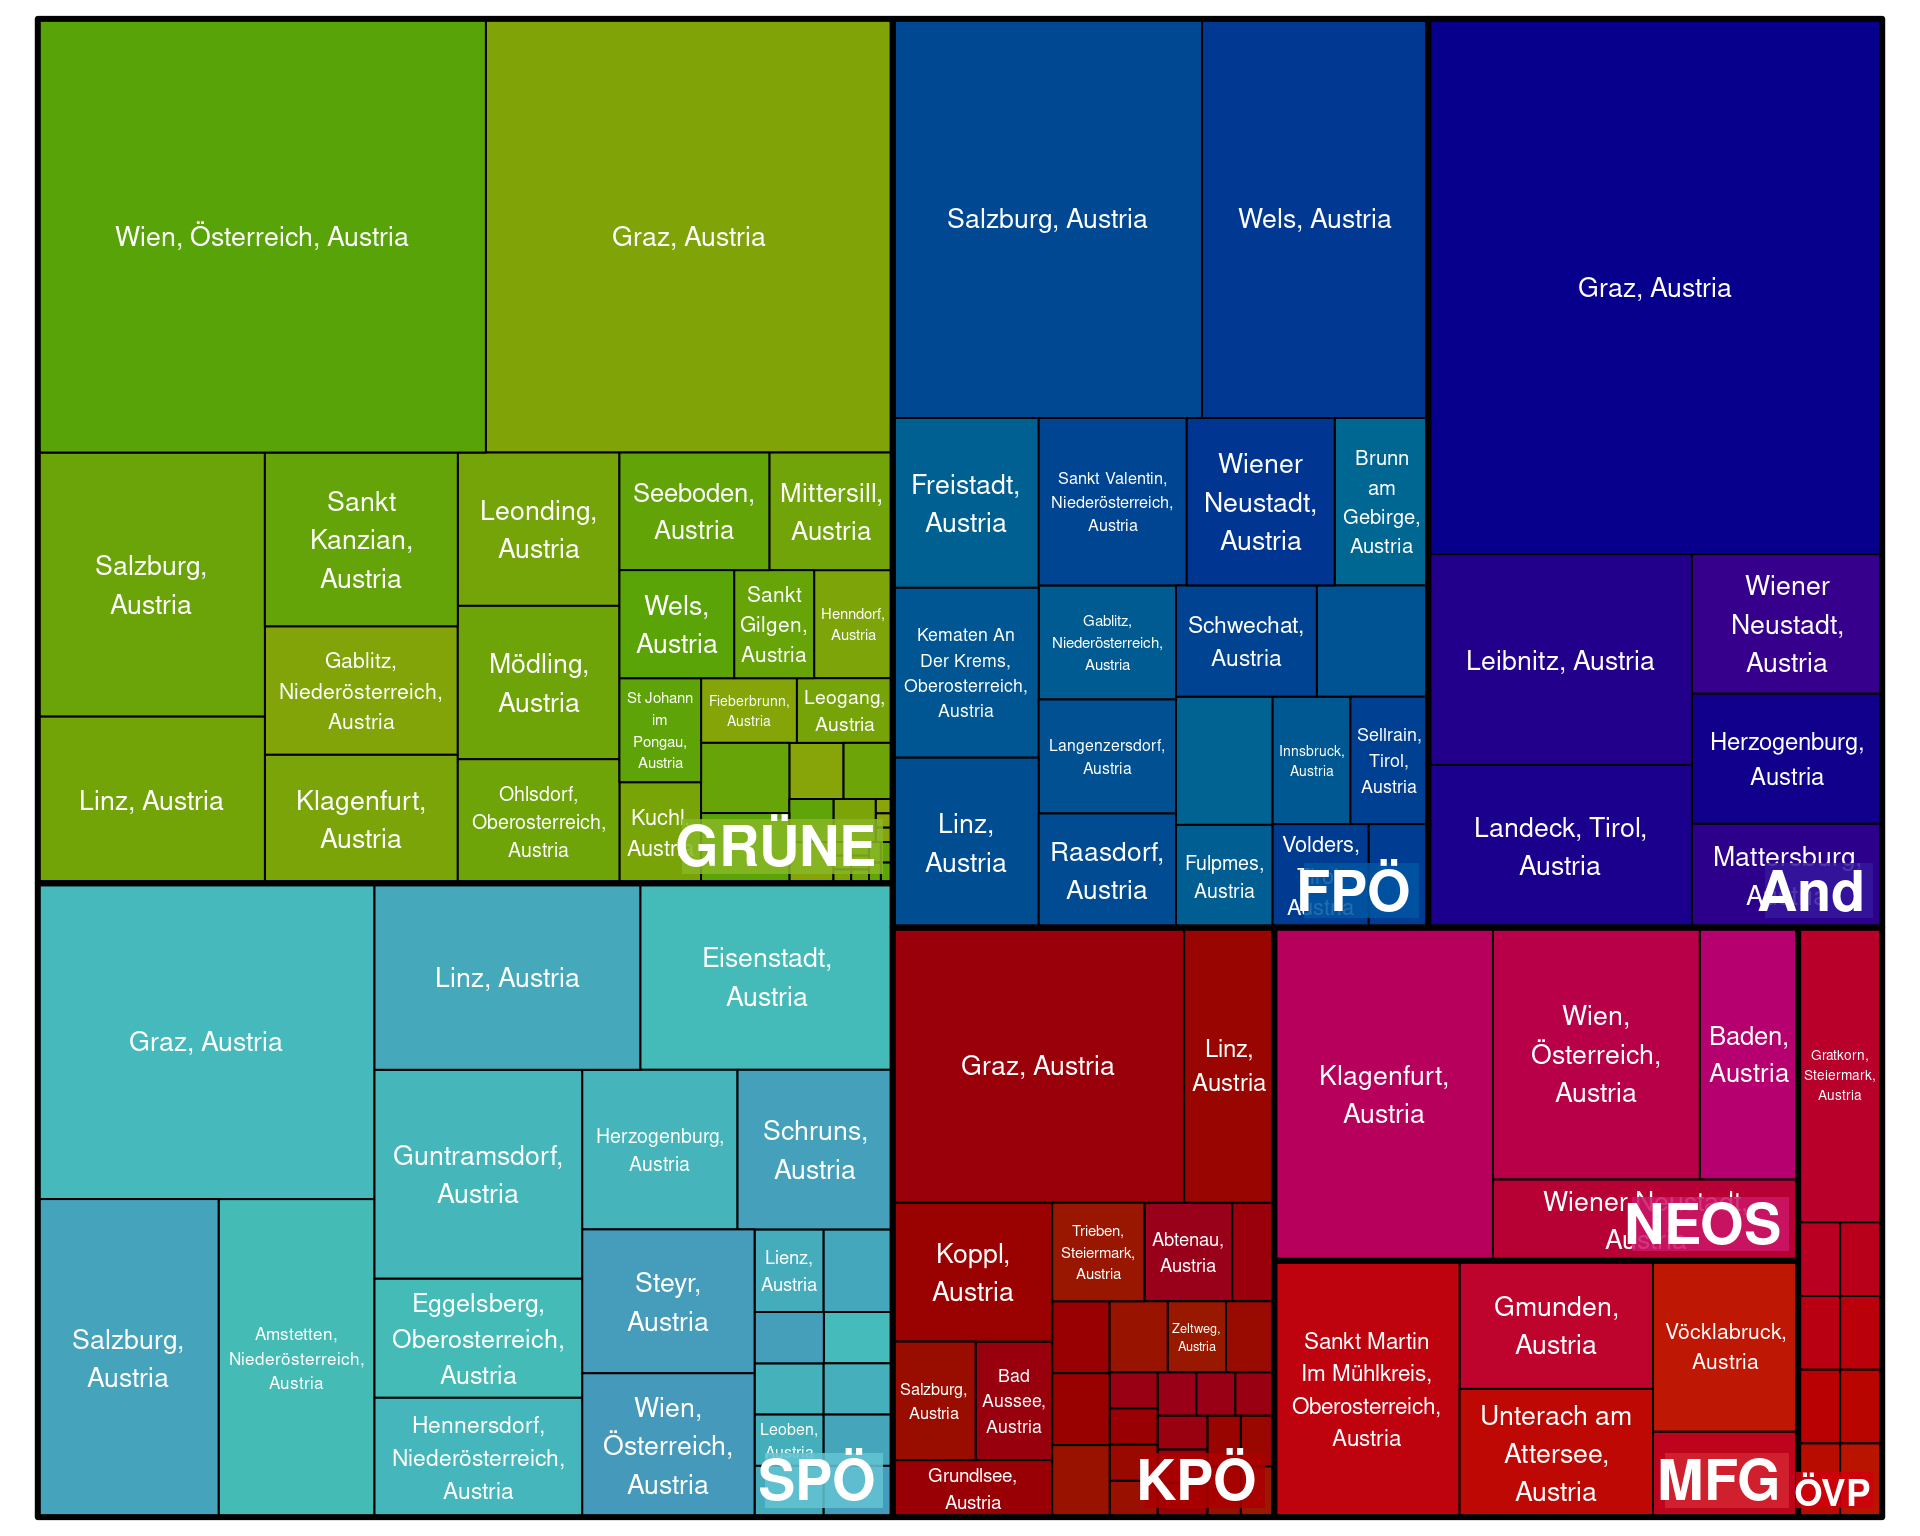 Wien, Österreich, Austria
Graz, Austria
Salzburg,
Austria
Sankt
Kanzian,
Austria
Leonding,
Austria
Seeboden,
Austria
Mittersill,
Austria
Wels,
Austria
Sankt
Gilgen,
Austria
Henndorf,
Austria
Gablitz,
Niederösterreich,
Austria
Mödling,
Austria
St Johann
im
Pongau,
Austria
Fieberbrunn,
Austria
Leogang,
Austria
Linz, Austria
Klagenfurt,
Austria
Ohlsdorf,
Oberosterreich,
Austria
Kuchl,
Austria
GRÜNE
Salzburg, Austria
Wels, Austria
Freistadt,
Austria
Sankt Valentin,
Niederösterreich,
Austria
Wiener
Neustadt,
Austria
Brunn
am
Gebirge,
Austria
Kematen An
Der Krems,
Oberosterreich,
Austria
Gablitz,
Niederösterreich,
Austria
Schwechat,
Austria
Langenzersdorf,
Austria
Innsbruck,
Austria
Sellrain,
Tirol,
Austria
Linz,
Austria
Raasdorf,
Austria
Fulpmes,
Austria
Volders,
Tirol,
Austria
FPÖ
Graz, Austria
Leibnitz, Austria
Wiener
Neustadt,
Austria
Herzogenburg,
Austria
Landeck, Tirol,
Austria
Mattersburg,
Austria
And
Graz, Austria
Linz, Austria
Eisenstadt,
Austria
Guntramsdorf,
Austria
Herzogenburg,
Austria
Schruns,
Austria
Salzburg,
Austria
Amstetten,
Niederösterreich,
Austria
Eggelsberg,
Oberosterreich,
Austria
Steyr,
Austria
Lienz,
Austria
Hennersdorf,
Niederösterreich,
Austria
Wien,
Österreich,
Austria
Leoben,
Austria
SPÖ
Graz, Austria
Linz,
Austria
Koppl,
Austria
Trieben,
Steiermark,
Austria
Abtenau,
Austria
Zeltweg,
Austria
Salzburg,
Austria
Bad
Aussee,
Austria
Grundlsee,
Austria
KPÖ
Klagenfurt,
Austria
Wien,
Österreich,
Austria
Baden,
Austria
Wiener Neustadt,
Austria
NEOS
Sankt Martin
Im Mühlkreis,
Oberosterreich,
Austria
Gmunden,
Austria
Vöcklabruck,
Austria
Unterach am
Attersee,
Austria
MFG
Gratkorn,
Steiermark,
Austria
ÖVP